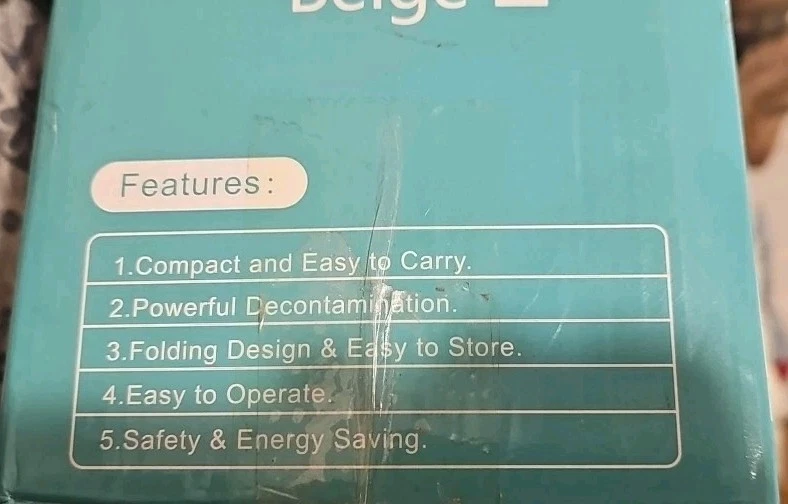 Beige
Features:
1.Compact and Easy to Carry.
2.Powerful Decontamination.
3.Folding Design & Easy to Store.
4.Easy to Operate.
5.Safety & Energy Saving.